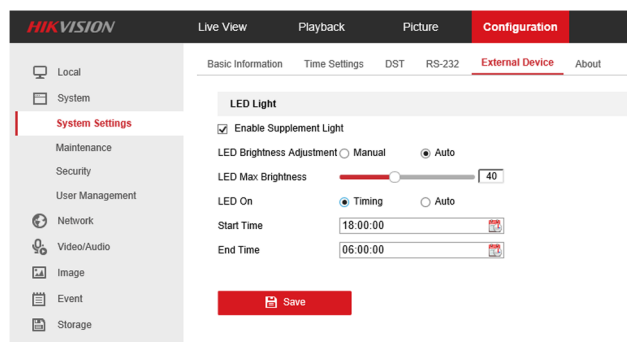 HIKVISION
Live View Playback Picture Configuration
Local
System
System Settings
Maintenance
Security
User Management
Network
Video/Audio
Image
Event
Storage
Basic Information Time Settings DST RS-232 External Device About
LED Light
Enable Supplement Light
LED Brightness Adjustment Manual Auto
LED Max Brightness 40
LED On Timing Auto
Start Time 18:00:00
End Time 06:00:00
Save